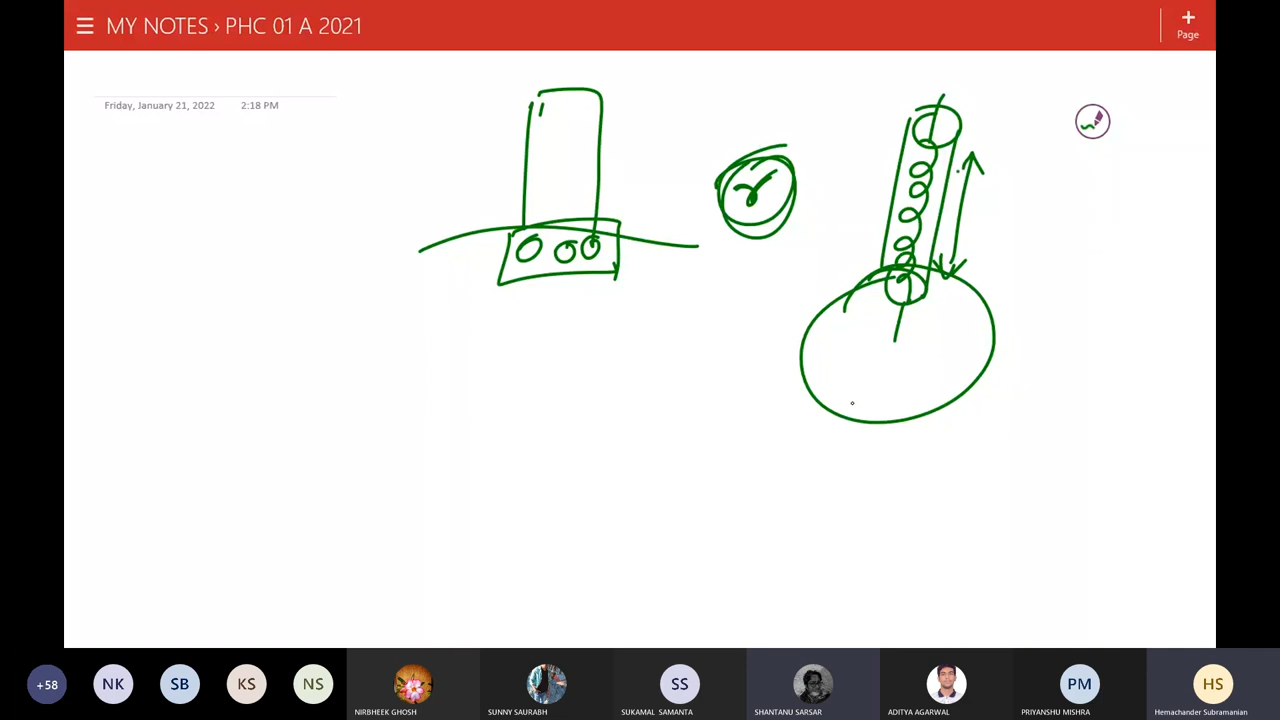 MY NOTES › PHC 01 A 2021
Page
Friday, January 21, 2022 2:18 PM
+58
NK
SB
KS
NS
SS
PM
HS
NIRBHEEK GHOSH
SUNNY SAURABH
SUKAMAL SAMANTA
SHANTANU SARSAR
ADITYA AGARWAL
PRIYANSHU MISHRA
Hemachander Subramanian